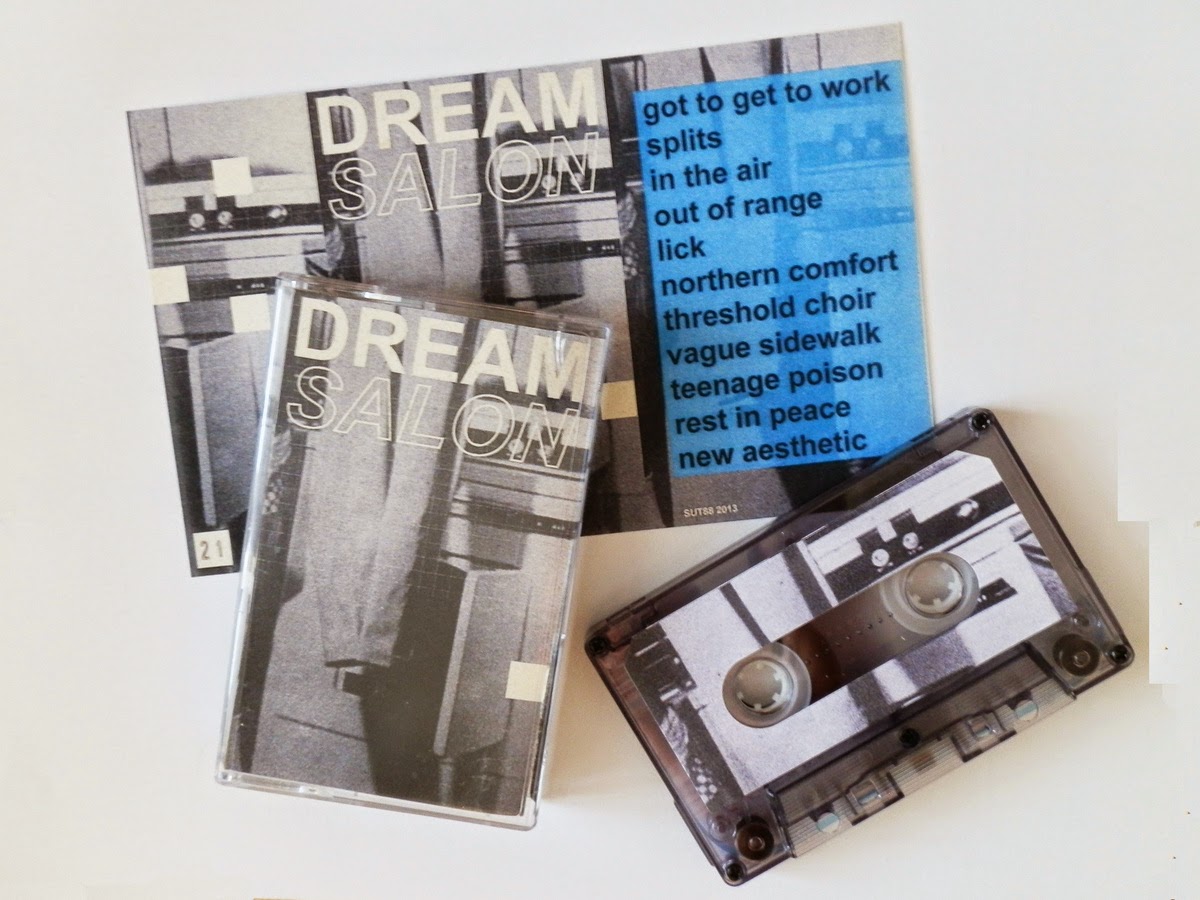 DREAM
SALON
got to get to work
splits
in the air
out of range
lick
northern comfort
threshold choir
vague sidewalk
teenage poison
rest in peace
new aesthetic
SUT88 2013
21
DREAM
SALON